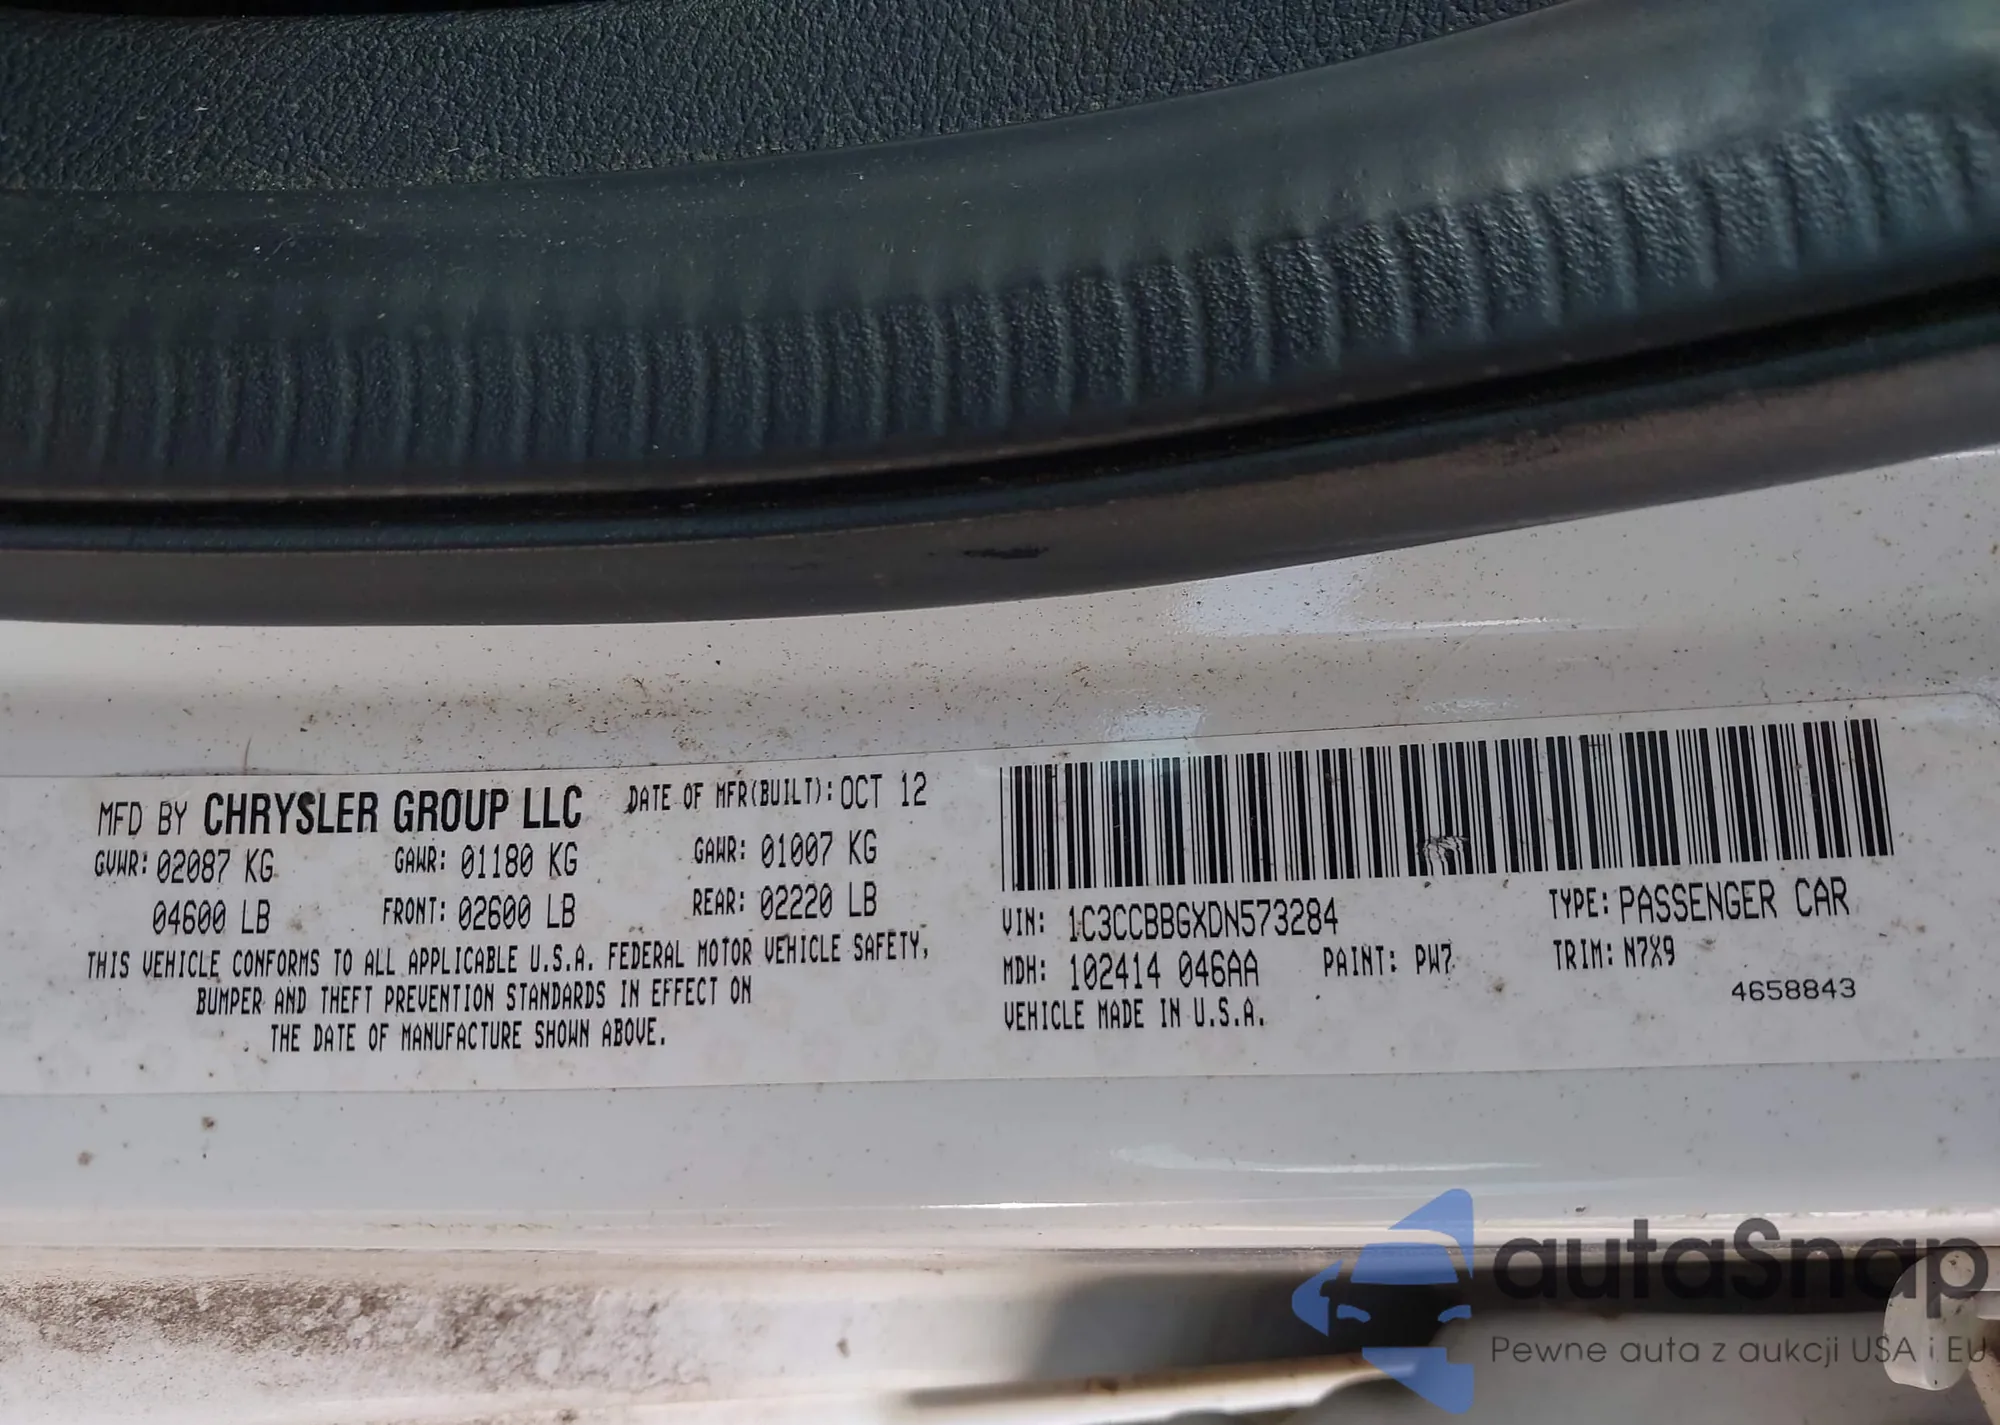 MFD BY CHRYSLER GROUP LLC DATE OF MFR(BUILT): OCT 12
GVWR: 02087 KG GAWR: 01180 KG GAWR: 01007 KG
04600 LB FRONT: 02600 LB REAR: 02220 LB
THIS VEHICLE CONFORMS TO ALL APPLICABLE U.S.A. FEDERAL MOTOR VEHICLE SAFETY,
BUMPER AND THEFT PREVENTION STANDARDS IN EFFECT ON
THE DATE OF MANUFACTURE SHOWN ABOVE.
VIN: 1C3CCBBGXDN573284 TYPE: PASSENGER CAR
MDH: 102414 046AA PAINT: PW7 TRIM: N7X9
VEHICLE MADE IN U.S.A. 4658843
autaSnap
Pewne auta z aukcji USA i EU